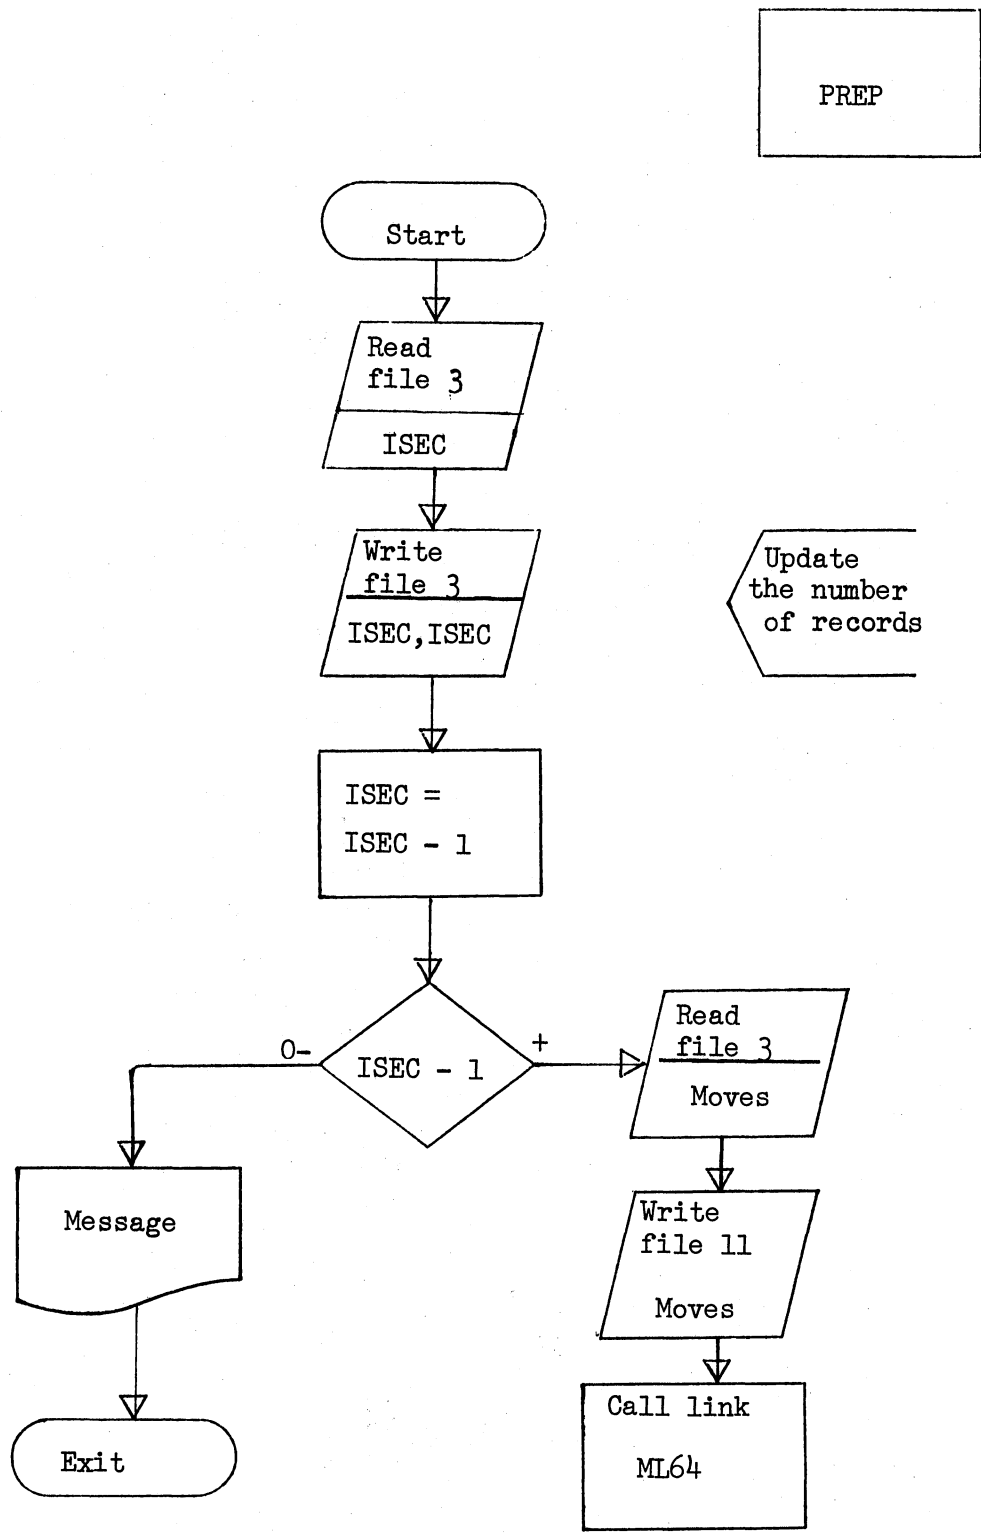 PREP
Start
Read
file 3
ISEC
Write
file 3
ISEC,ISEC
Update
the number
of records
ISEC =
ISEC - 1
0-
ISEC - 1
+
Read
file 3
Moves
Message
Write
file 11
Moves
Call link
ML64
Exit